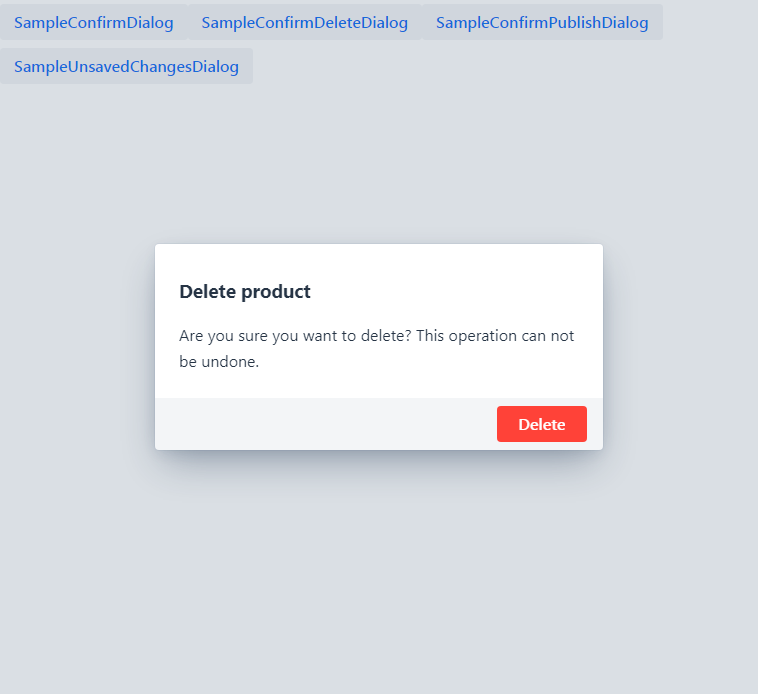 SampleConfirmDialog SampleConfirmDeleteDialog SampleConfirmPublishDialog
SampleUnsavedChangesDialog
Delete product
Are you sure you want to delete? This operation can not
be undone.
Delete